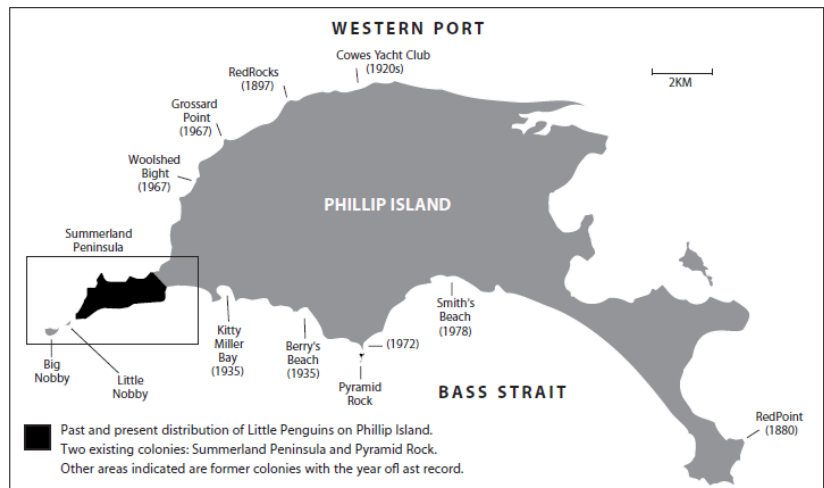 WESTERN PORT
Cowes Yacht Club
(1920s)
RedRocks
(1897)
2KM
Grossard
Point
(1967)
Woolshed
Bight
(1967)
PHILLIP ISLAND
Summerland
Peninsula
Smith's
Beach
(1978)
Kitty
Miller
Bay
(1935)
Berry's
Beach
(1935)
(1972)
Pyramid
Rock
Big
Nobby
Little
Nobby
BASS STRAIT
RedPoint
(1880)
Past and present distribution of Little Penguins on Phillip Island.
Two existing colonies: Summerland Peninsula and Pyramid Rock.
Other areas indicated are former colonies with the year ofl ast record.